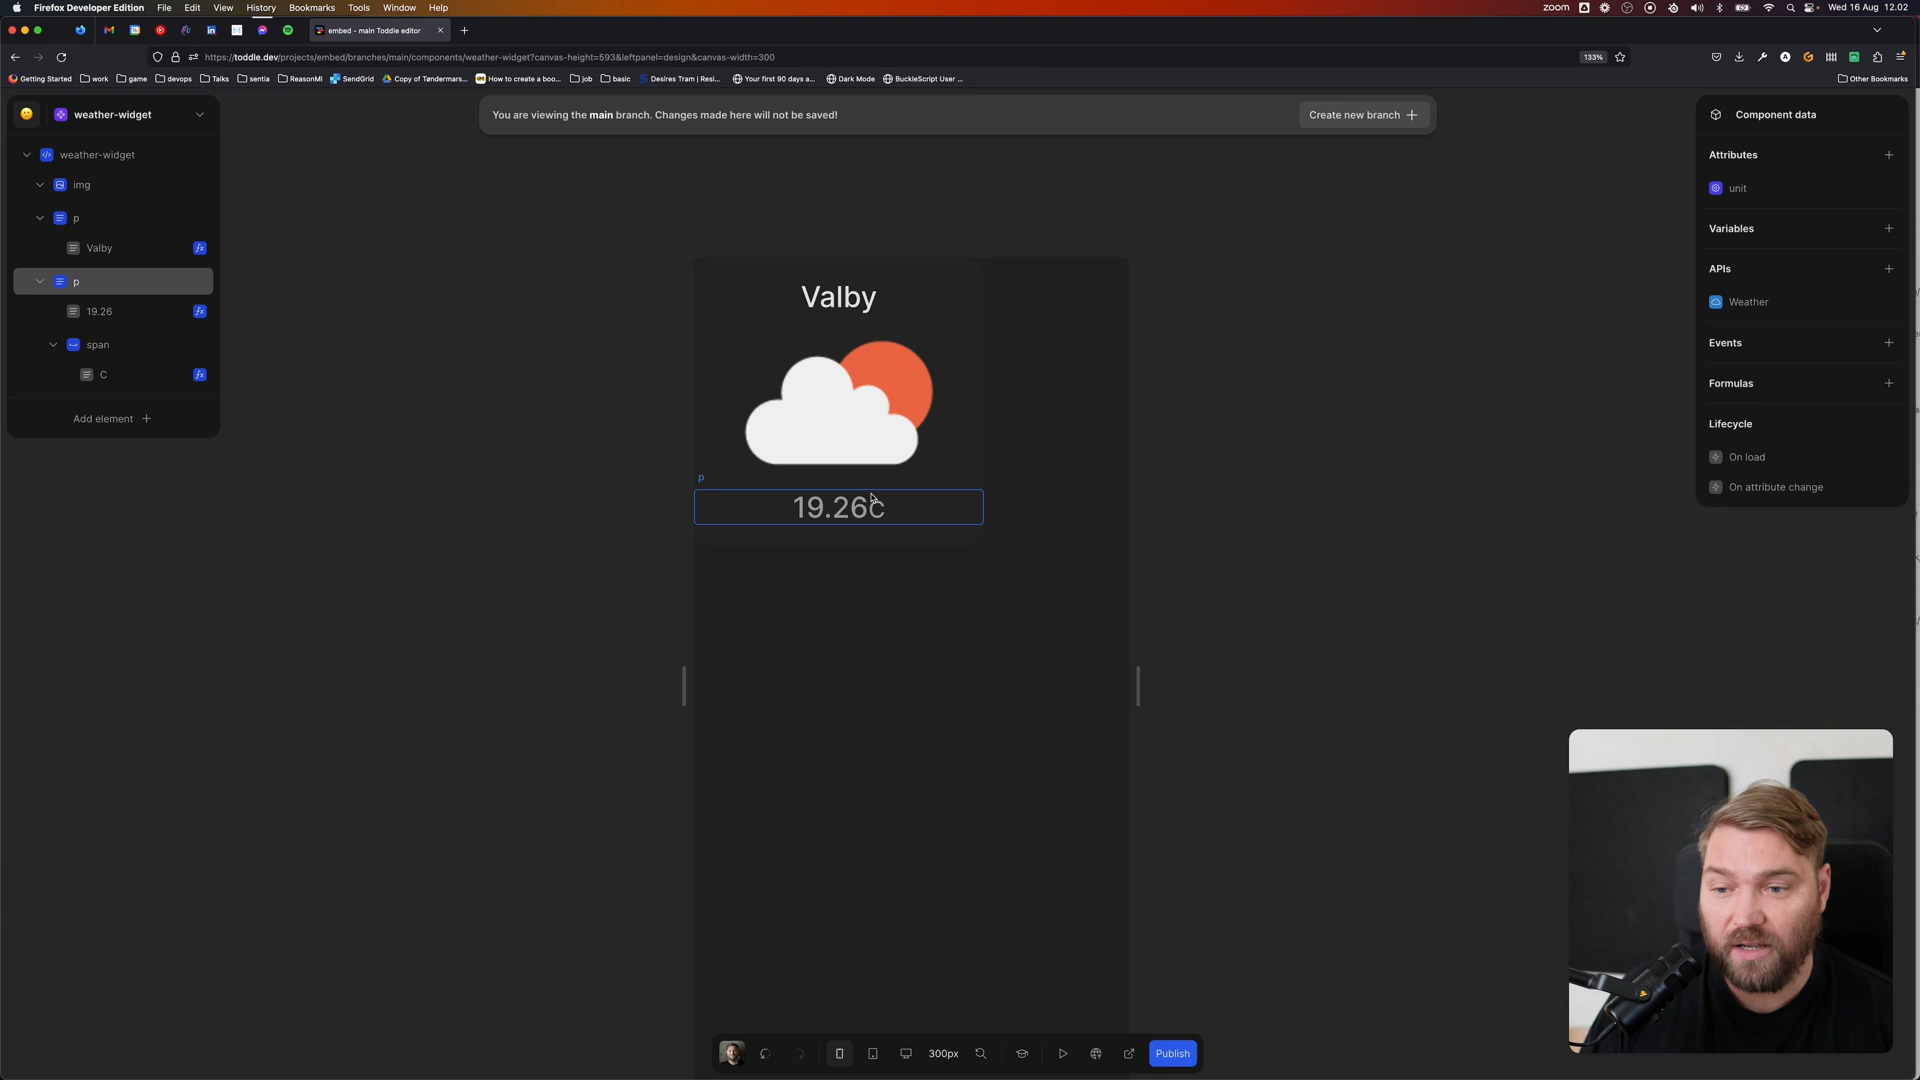 Firefox Developer Edition File Edit View History Bookmarks Tools Window Help
zoom Wed 16 Aug 12.02
embed - main Toddle editor
https://toddle.dev/projects/embed/branches/main/components/weather-widget?canvas-height=593&leftpanel=design&canvas-width=300
133%
Getting Started work game devops Talks sentia ReasonMl SendGrid Copy of Tøndermars... How to create a boo... job basic Desires Tram | Resi... Your first 90 days a... Dark Mode BuckleScript User ... Other Bookmarks
weather-widget
You are viewing the main branch. Changes made here will not be saved!
Create new branch
Component data
weather-widget
img
p
Valby
p
19.26
span
C
Add element
Attributes
unit
Variables
APIs
Weather
Events
Formulas
Lifecycle
On load
On attribute change
Valby
p
19.26C
300px
Publish